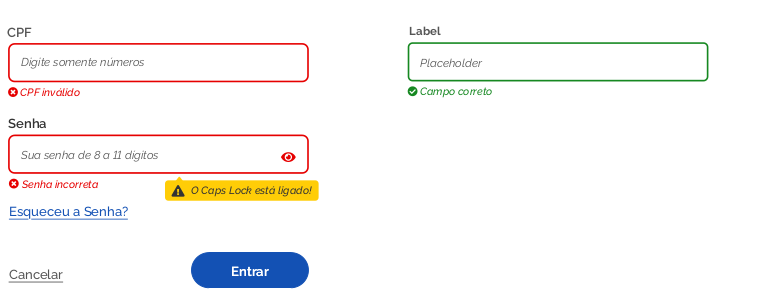 CPF
Digite somente números
CPF inválido
Senha
Sua senha de 8 a 11 dígitos
Senha incorreta
O Caps Lock está ligado!
Esqueceu a Senha?
Cancelar
Entrar
Label
Placeholder
Campo correto